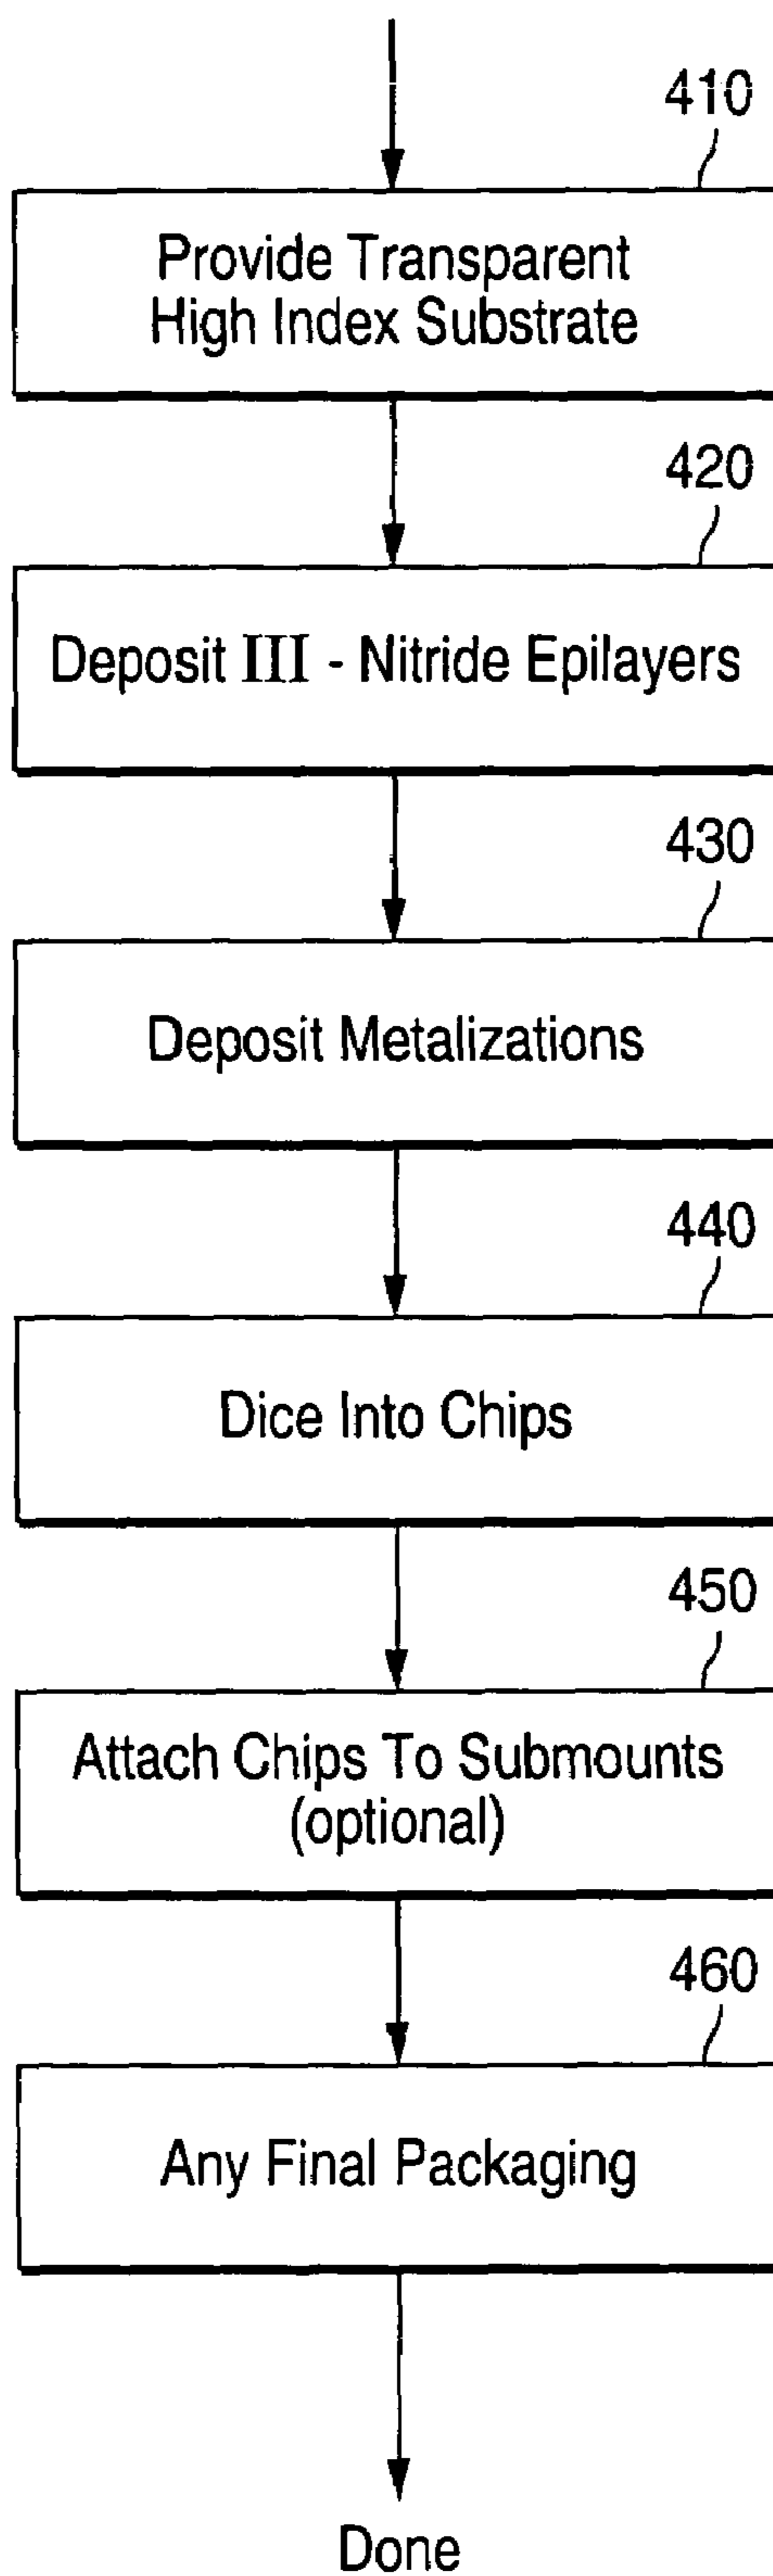 410
Provide Transparent
High Index Substrate
420
Deposit III - Nitride Epilayers
430
Deposit Metalizations
440
Dice Into Chips
450
Attach Chips To Submounts
(optional)
460
Any Final Packaging
Done